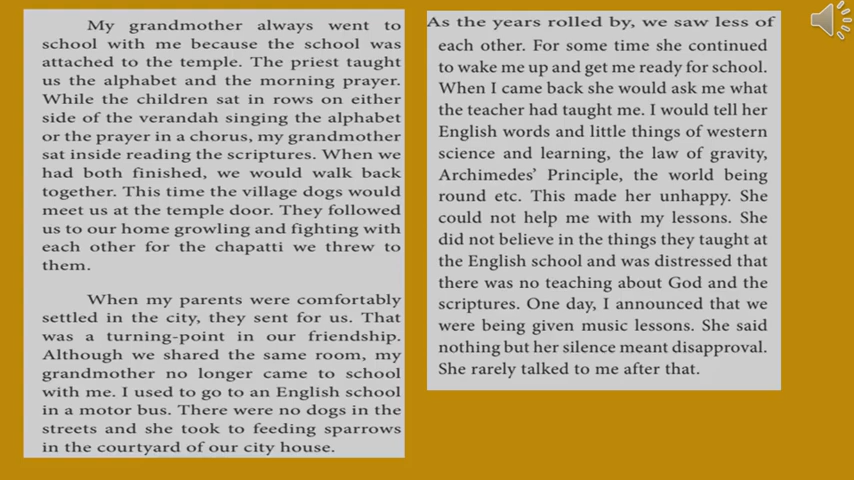 My grandmother always went to
school with me because the school was
attached to the temple. The priest taught
us the alphabet and the morning prayer.
While the children sat in rows on either
side of the verandah singing the alphabet
or the prayer in a chorus, my grandmother
sat inside reading the scriptures. When we
had both finished, we would walk back
together. This time the village dogs would
meet us at the temple door. They followed
us to our home growling and fighting with
each other for the chapatti we threw to
them.
When my parents were comfortably
settled in the city, they sent for us. That
was a turning-point in our friendship.
Although we shared the same room, my
grandmother no longer came to school
with me. I used to go to an English school
in a motor bus. There were no dogs in the
streets and she took to feeding sparrows
in the courtyard of our city house.
As the years rolled by, we saw less of
each other. For some time she continued
to wake me up and get me ready for school.
When I came back she would ask me what
the teacher had taught me. I would tell her
English words and little things of western
science and learning, the law of gravity,
Archimedes’ Principle, the world being
round etc. This made her unhappy. She
could not help me with my lessons. She
did not believe in the things they taught at
the English school and was distressed that
there was no teaching about God and the
scriptures. One day, I announced that we
were being given music lessons. She said
nothing but her silence meant disapproval.
She rarely talked to me after that.